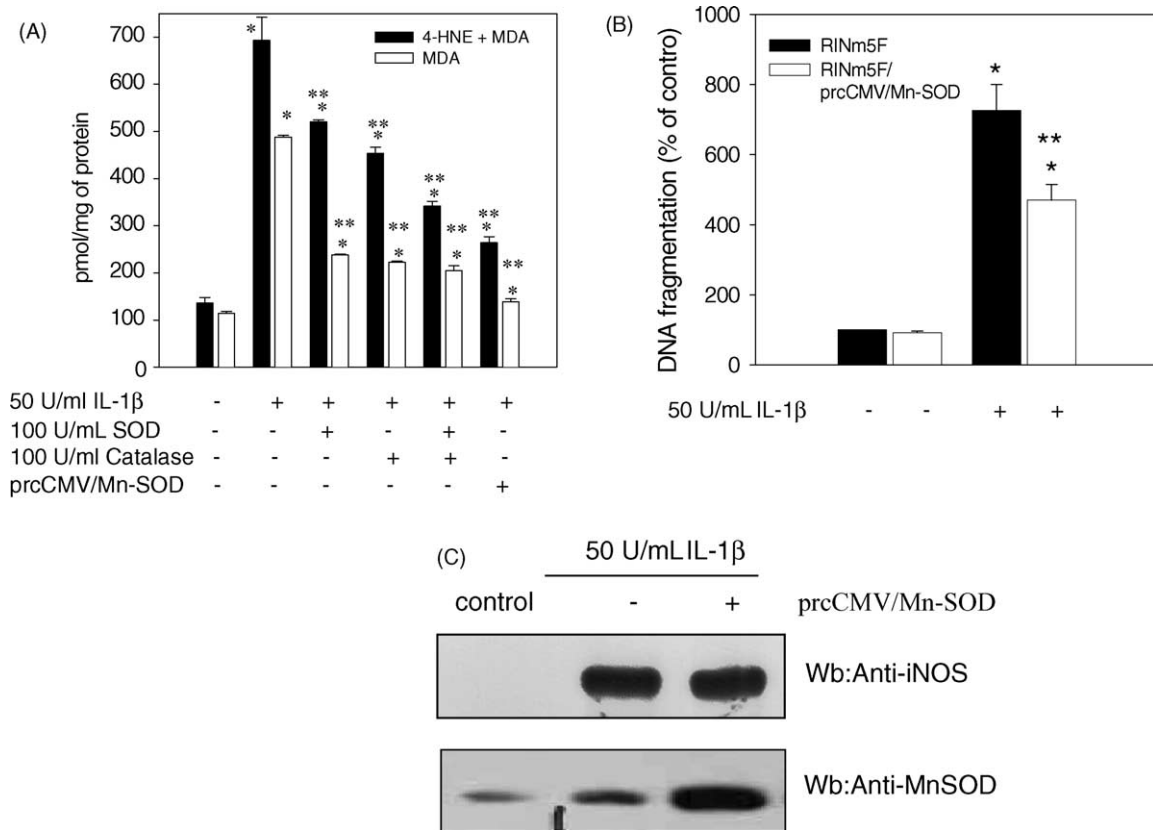 (A)
700
600
500
400
300
200
100
0
pmol/mg of protein
4-HNE + MDA
MDA
*
*
**
*
**
*
**
*
**
*
**
*
**
*
**
*
**
*
50 U/ml IL-1β - + + + + +
100 U/mL SOD - - + - + -
100 U/ml Catalase - - - + + -
prcCMV/Mn-SOD - - - - - +
(B)
1000
800
600
400
200
0
DNA fragmentation (% of contro)
RINm5F
RINm5F/
prcCMV/Mn-SOD
*
**
*
50 U/mL IL-1β - - + +
(C)
50 U/mL IL-1β
control - + prcCMV/Mn-SOD
Wb:Anti-iNOS
Wb:Anti-MnSOD